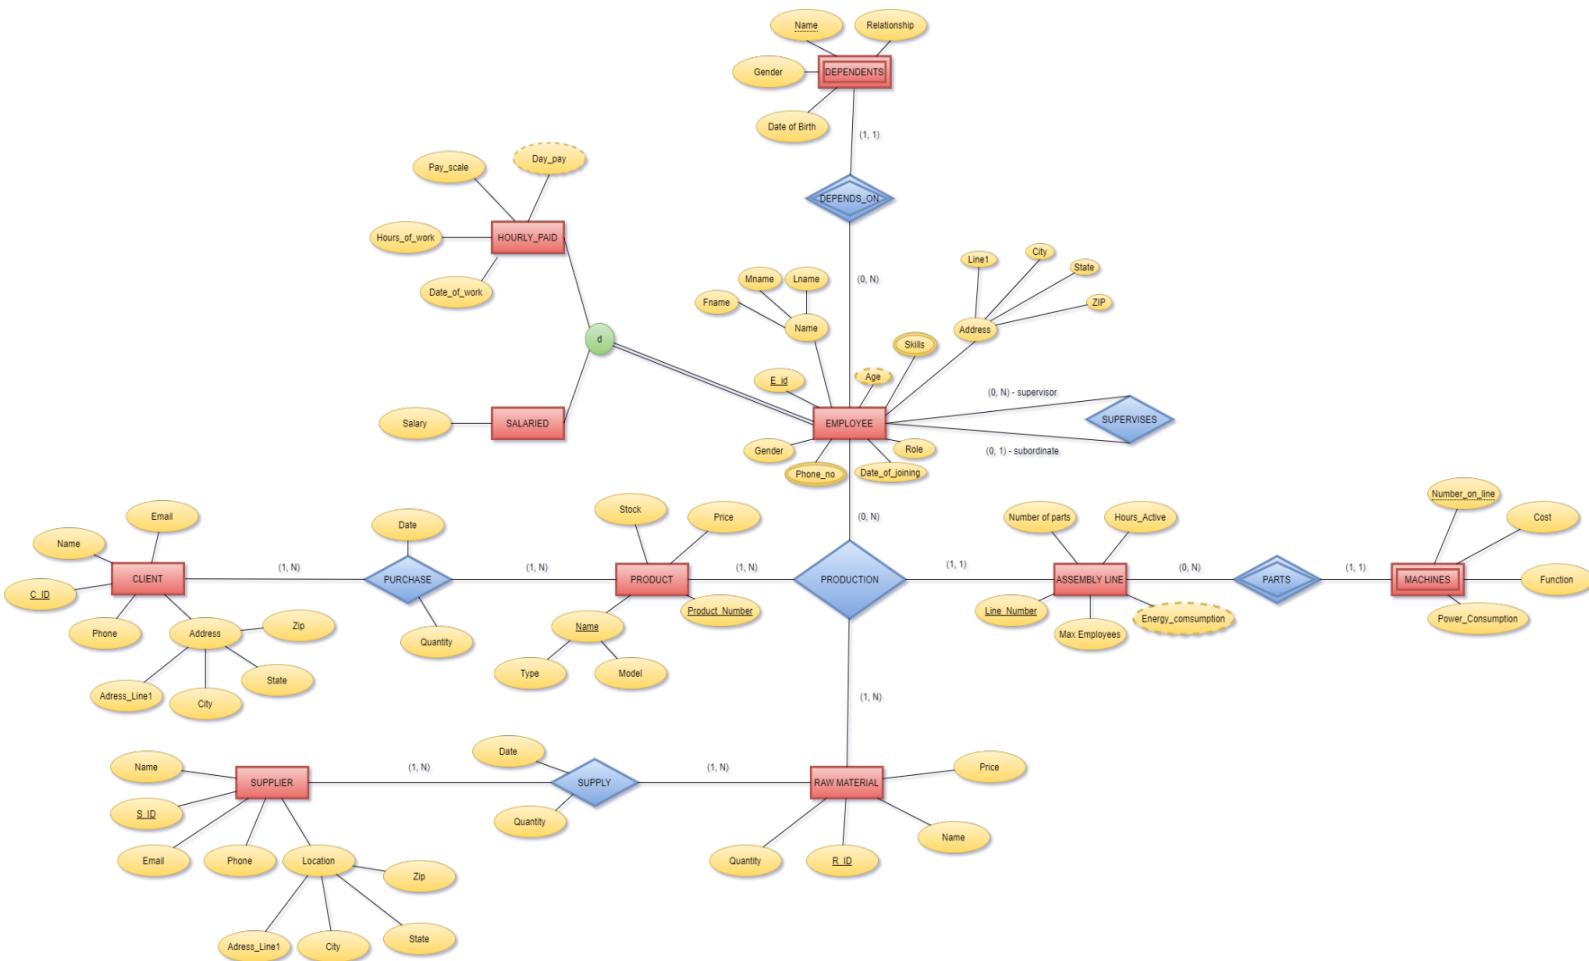 Name
Relationship
Gender
DEPENDENTS
Date of Birth
(1, 1)
Day_pay
Pay_scale
DEPENDS_ON
Hours_of_work
HOURLY_PAID
Date_of_work
City
Line1
State
Mname
Lname
(0, N)
Fname
ZIP
Name
Address
d
Skills
E_id
Age
(0, N) - supervisor
Salary
SALARIED
EMPLOYEE
SUPERVISES
Gender
Role
(0, 1) - subordinate
Phone_no
Date_of_joining
Number_on_line
Email
Stock
Price
(0, N)
Number of parts
Hours_Active
Cost
Date
Name
(1, N)
(1, N)
(1, N)
(1, 1)
(0, N)
(1, 1)
CLIENT
PURCHASE
PRODUCT
PRODUCTION
ASSEMBLY LINE
PARTS
MACHINES
Function
C_ID
Product_Number
Line_Number
Energy_comsumption
Power_Consumption
Phone
Address
Zip
Name
Max Employees
Quantity
Type
Model
State
Adress_Line1
City
(1, N)
Date
Name
(1, N)
(1, N)
Price
SUPPLIER
SUPPLY
RAW MATERIAL
S_ID
Quantity
Name
Email
Phone
Location
Quantity
R_ID
Zip
State
Adress_Line1
City